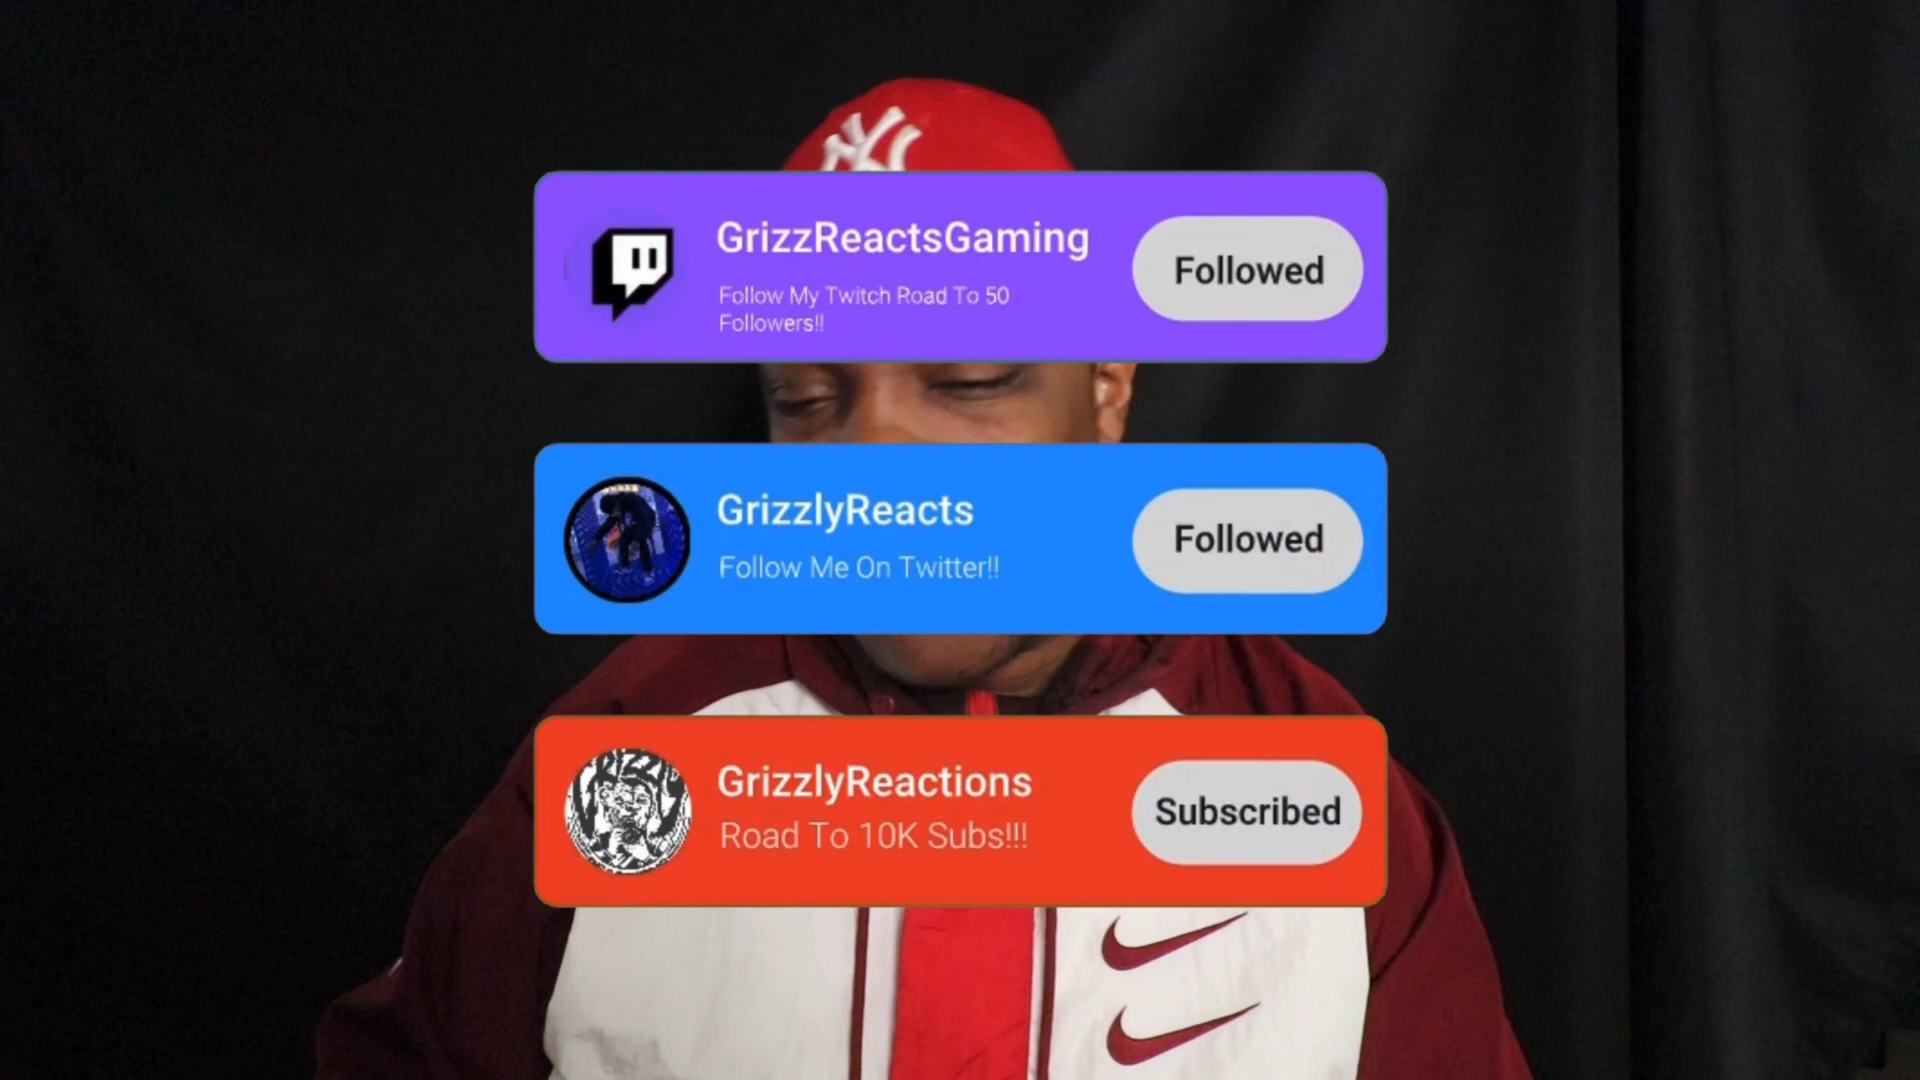 NY
GrizzReactsGaming
Follow My Twitch Road To 50
Followers!!
Followed
GrizzlyReacts
Follow Me On Twitter!!
Followed
GrizzlyReactions
Road To 10K Subs!!!
Subscribed